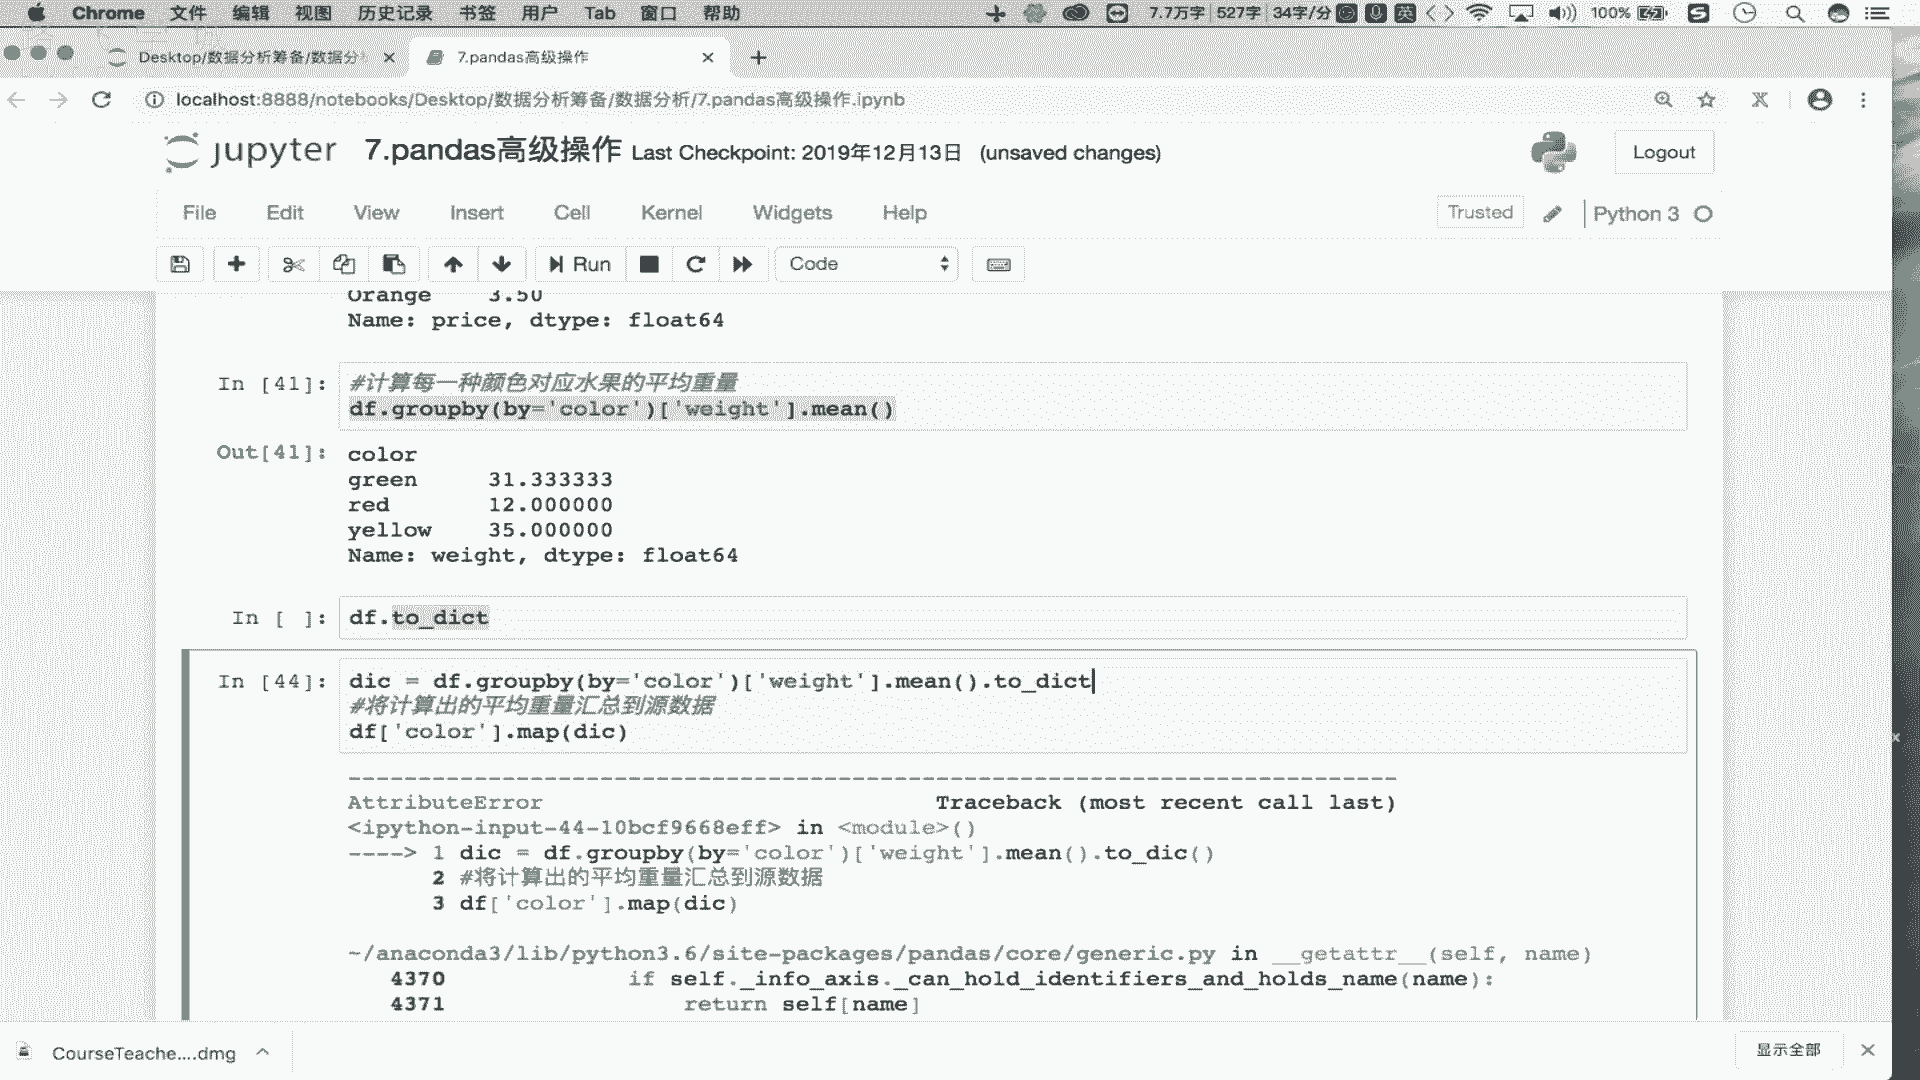 Chrome 文件 编辑 视图 历史记录 书签 用户 Tab 窗口 帮助 7.7万字 527字 34字/分 英 100%
Desktop/数据分析筹备/数据分 7.pandas高级操作
localhost:8888/notebooks/Desktop/数据分析筹备/数据分析/7.pandas高级操作.ipynb
jupyter 7.pandas高级操作 Last Checkpoint: 2019年12月13日 (unsaved changes) Logout
File Edit View Insert Cell Kernel Widgets Help Trusted Python 3
Run Code
Orange 3.50
Name: price, dtype: float64
In [41]: #计算每一种颜色对应水果的平均重量
df.groupby(by='color')['weight'].mean()
Out[41]: color
green 31.333333
red 12.000000
yellow 35.000000
Name: weight, dtype: float64
In [ ]: df.to_dict
In [44]: dic = df.groupby(by='color')['weight'].mean().to_dict
#将计算出的平均重量汇总到源数据
df['color'].map(dic)
---------------------------------------------------------------------------
AttributeError Traceback (most recent call last)
<ipython-input-44-10bcf9668eff> in <module>()
----> 1 dic = df.groupby(by='color')['weight'].mean().to_dic()
2 #将计算出的平均重量汇总到源数据
3 df['color'].map(dic)
~/anaconda3/lib/python3.6/site-packages/pandas/core/generic.py in __getattr__(self, name)
4370 if self._info_axis._can_hold_identifiers_and_holds_name(name):
4371 return self[name]
CourseTeache....dmg 显示全部